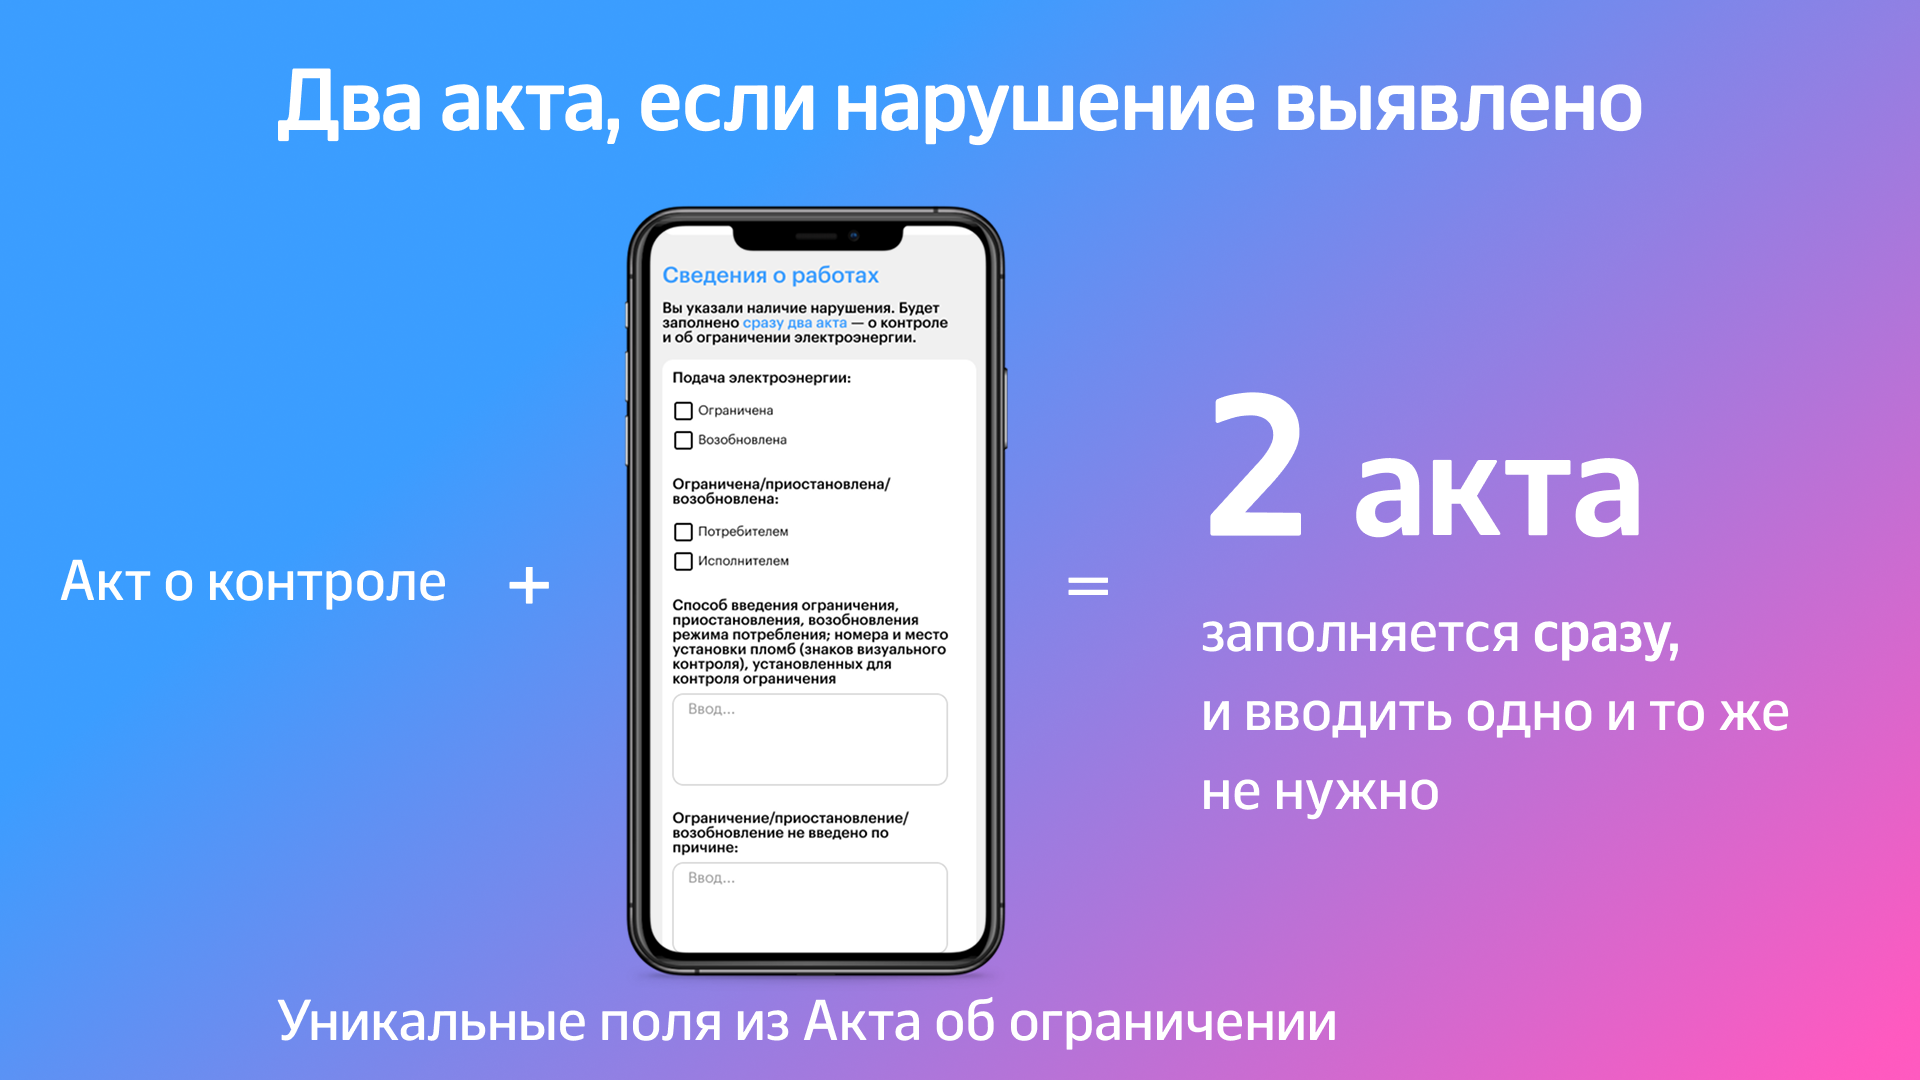 Два акта, если нарушение выявлено
Акт о контроле
+
Сведения о работах
Вы указали наличие нарушения. Будет
заполнено сразу два акта — о контроле
и об ограничении электроэнергии.
Подача электроэнергии:
Ограничена
Возобновлена
Ограничена/приостановлена/
возобновлена:
Потребителем
Исполнителем
Способ введения ограничения,
приостановления, возобновления
режима потребления; номера и место
установки пломб (знаков визуального
контроля), установленных для
контроля ограничения
Ввод...
Ограничение/приостановление/
возобновление не введено по
причине:
Ввод...
=
2 акта
заполняется сразу,
и вводить одно и то же
не нужно
Уникальные поля из Акта об ограничении